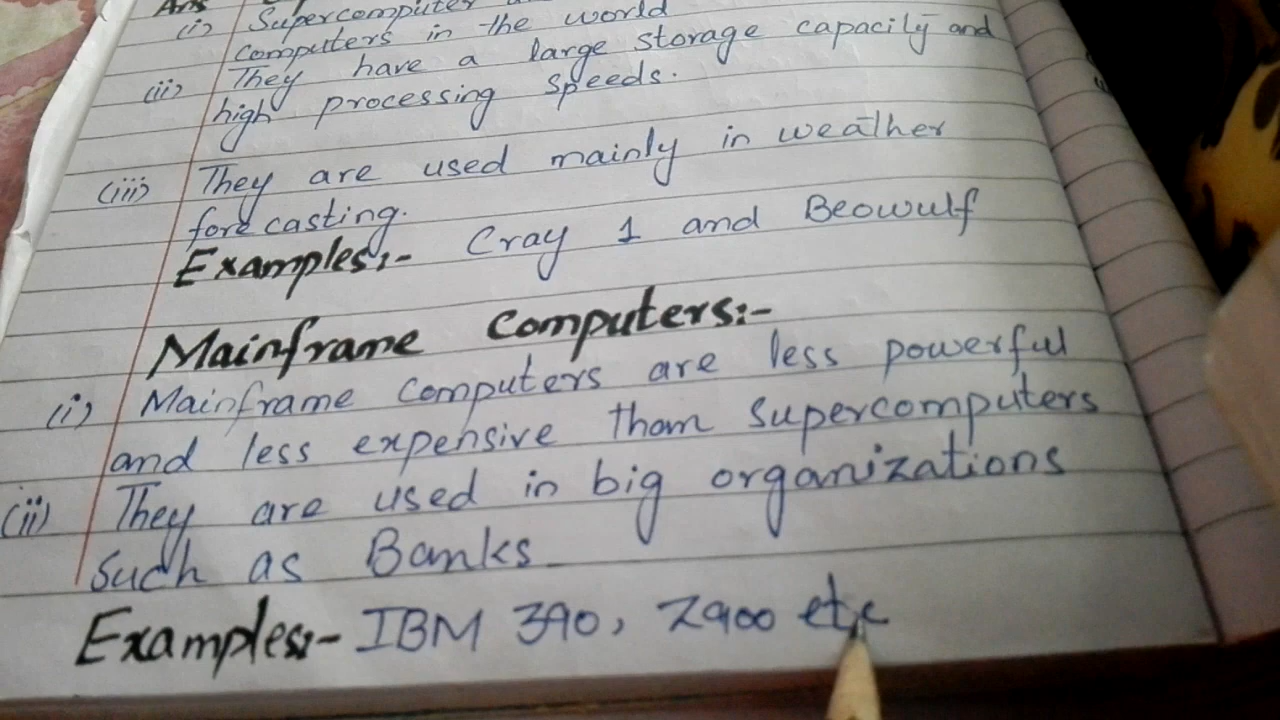 Ans
(i) Supercomputer
computers in the world
(ii) They have a large storage capacity and
high processing speeds.
(iii) They are used mainly in weather
forecasting.
Examples:- Cray 1 and Beowulf
Mainframe Computers:-
(i) Mainframe Computers are less powerful
and less expensive than Supercomputers
(ii) They are used in big organizations
Such as Banks
Examples:- IBM 390, Z900 etc